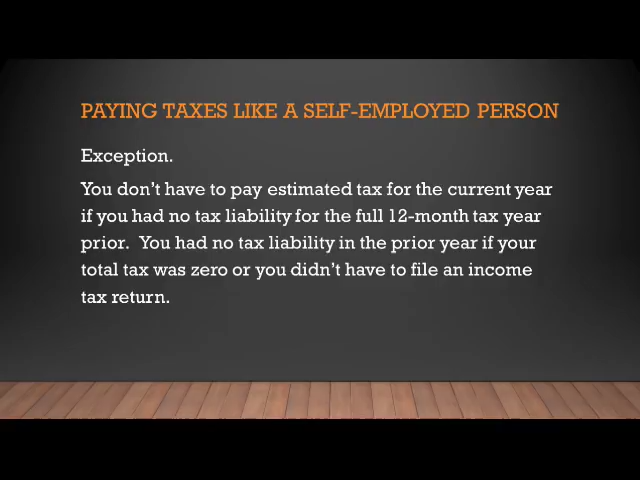 PAYING TAXES LIKE A SELF-EMPLOYED PERSON
Exception.
You don’t have to pay estimated tax for the current year
if you had no tax liability for the full 12-month tax year
prior.  You had no tax liability in the prior year if your
total tax was zero or you didn’t have to file an income
tax return.